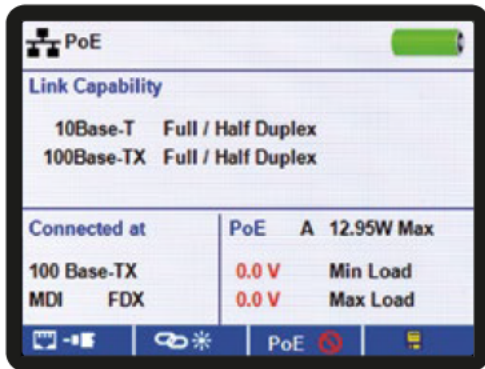 PoE
Link Capability
10Base-T Full / Half Duplex
100Base-TX Full / Half Duplex
Connected at
100 Base-TX
MDI FDX
PoE A 12.95W Max
0.0 V Min Load
0.0 V Max Load
PoE